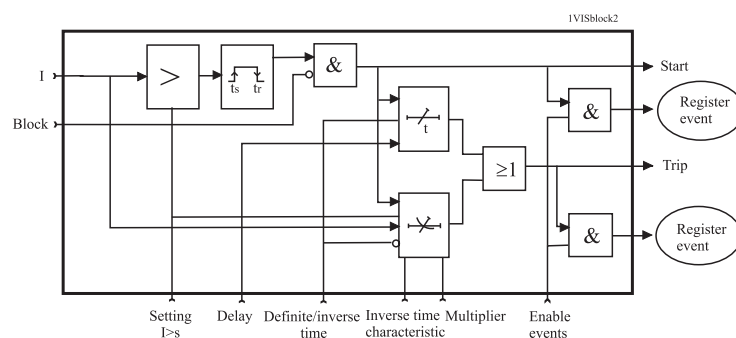 1VISblock2
I
>
ts tr
&
Start
Block
t
&
Register
event
≥1
Trip
&
Register
event
Setting
I>s
Delay
Definite/inverse
time
Inverse time
characteristic
Multiplier
Enable
events